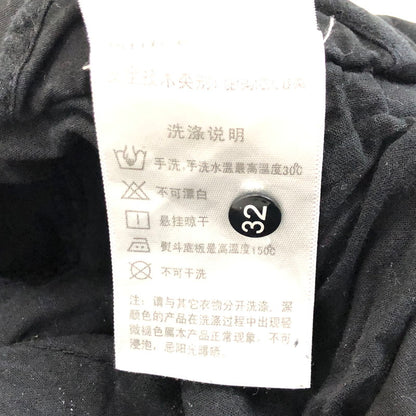 洗涤说明
手洗,手洗水温最高温度30℃
不可漂白
悬挂晾干
32
熨斗底板最高温度150℃
不可干洗
注：请与其它衣物分开洗涤，深
颜色的产品在洗涤过程中出现轻
微褪色属本产品正常现象，不可
浸泡，忌阳光曝晒。